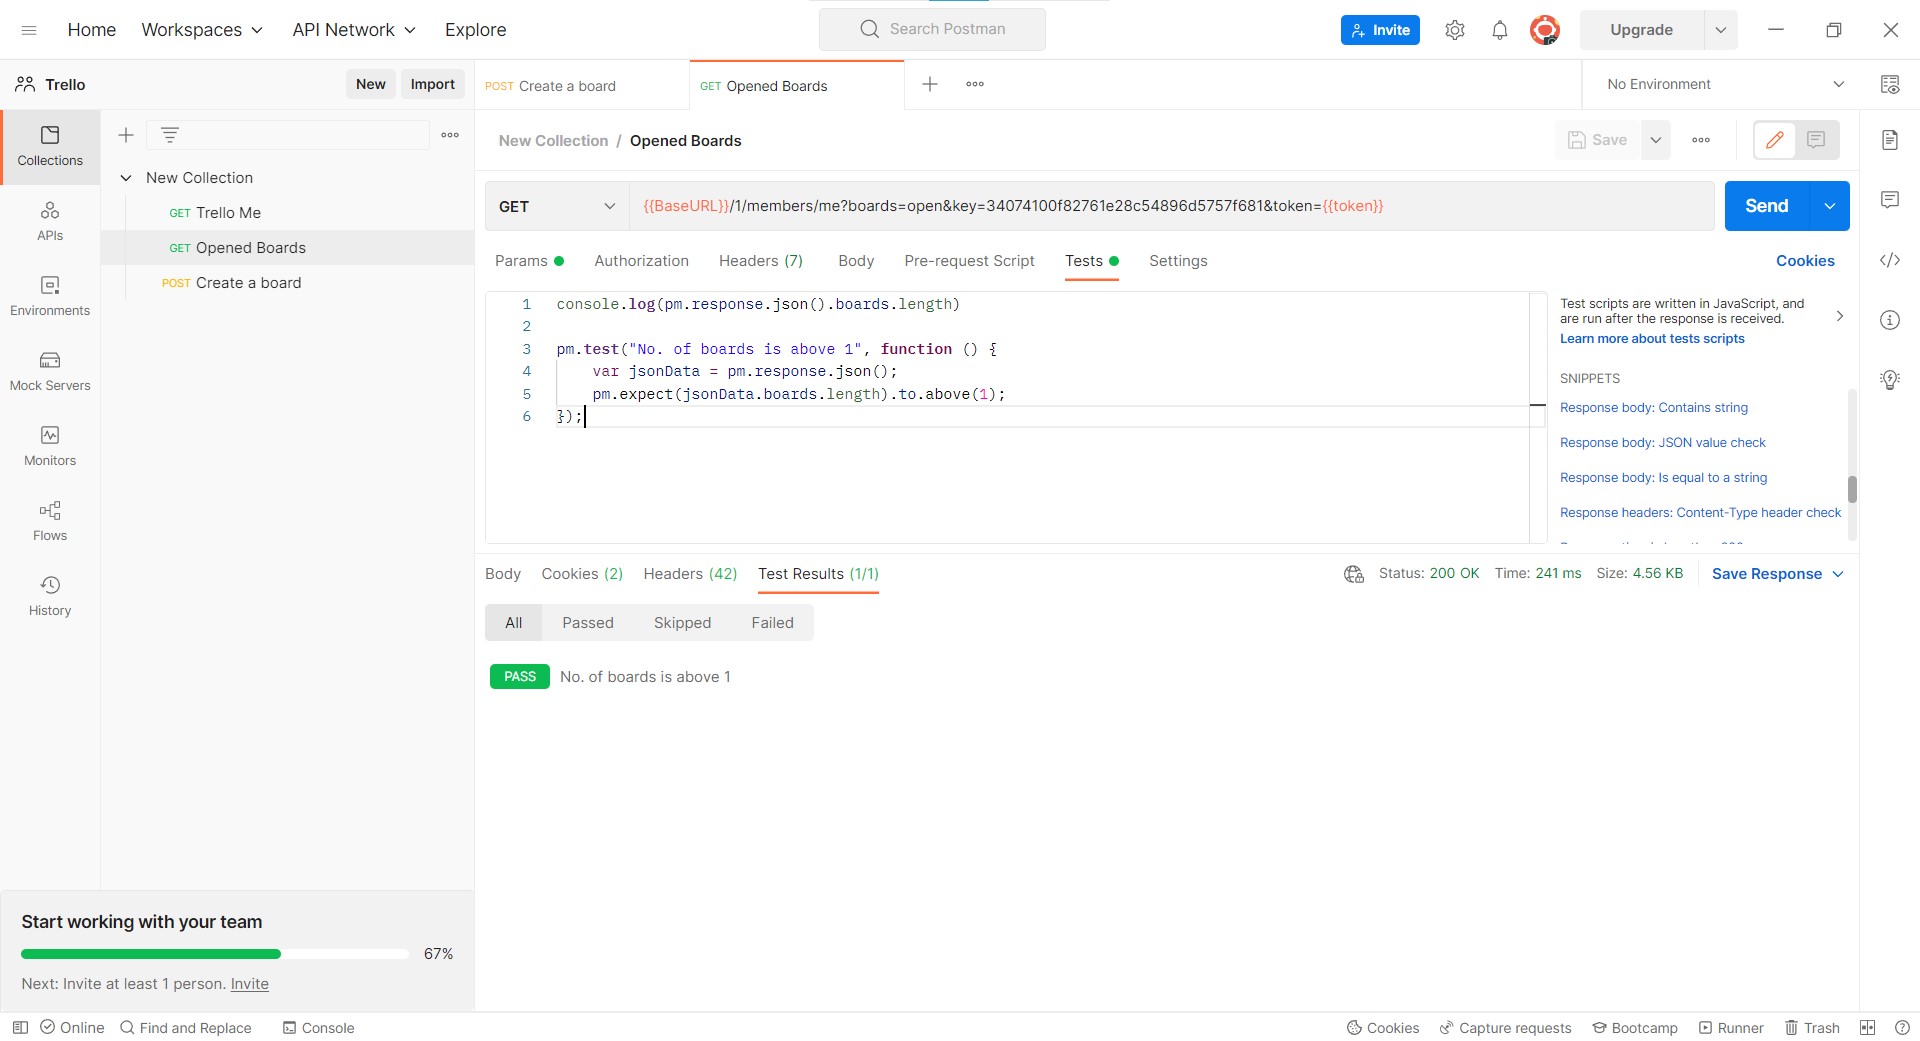 Home
Workspaces
API Network
Explore
Search Postman
Invite
Upgrade
Trello
New
Import
POST Create a board
GET Opened Boards
No Environment
Collections
APIs
Environments
Mock Servers
Monitors
Flows
History
New Collection
GET Trello Me
GET Opened Boards
POST Create a board
New Collection / Opened Boards
Save
GET
{{BaseURL}}/1/members/me?boards=open&key=34074100f82761e28c54896d5757f681&token={{token}}
Send
Params
Authorization
Headers (7)
Body
Pre-request Script
Tests
Settings
Cookies
1 console.log(pm.response.json().boards.length)
2
3 pm.test("No. of boards is above 1", function () {
4 var jsonData = pm.response.json();
5 pm.expect(jsonData.boards.length).to.above(1);
6 });
Test scripts are written in JavaScript, and
are run after the response is received.
Learn more about tests scripts
SNIPPETS
Response body: Contains string
Response body: JSON value check
Response body: Is equal to a string
Response headers: Content-Type header check
Body
Cookies (2)
Headers (42)
Test Results (1/1)
Status: 200 OK
Time: 241 ms
Size: 4.56 KB
Save Response
All
Passed
Skipped
Failed
PASS No. of boards is above 1
Start working with your team
67%
Next: Invite at least 1 person. Invite
Online
Find and Replace
Console
Cookies
Capture requests
Bootcamp
Runner
Trash